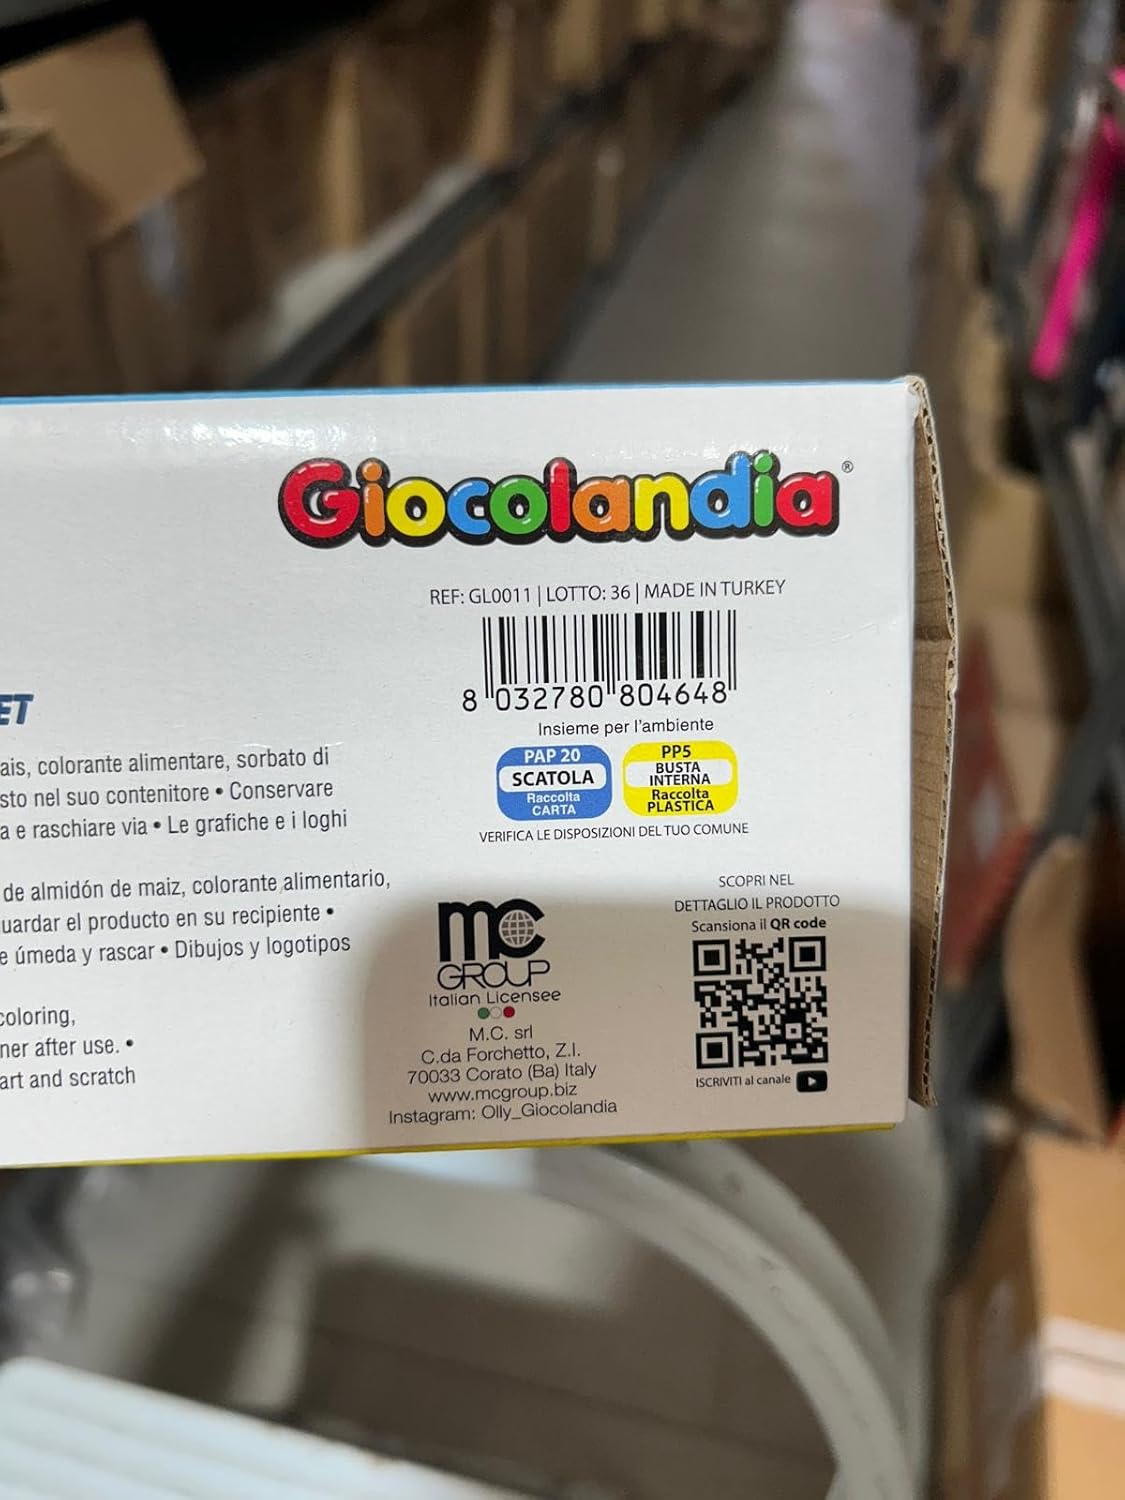 Giocolandia®
REF: GL0011 | LOTTO: 36 | MADE IN TURKEY
8 032780 804648
Insieme per l'ambiente
PAP 20
SCATOLA
Raccolta
CARTA
PP5
BUSTA
INTERNA
Raccolta
PLASTICA
VERIFICA LE DISPOSIZIONI DEL TUO COMUNE
ET
ais, colorante alimentare, sorbato di
sto nel suo contenitore • Conservare
a e raschiare via • Le grafiche e i loghi
de almidón de maiz, colorante alimentario,
uardar el producto en su recipiente •
e úmeda y rascar • Dibujos y logotipos
coloring,
ner after use. •
art and scratch
mc
GROUP
Italian Licensee
M.C. srl
C.da Forchetto, Z.I.
70033 Corato (Ba) Italy
www.mcgroup.biz
Instagram: Olly_Giocolandia
SCOPRI NEL
DETTAGLIO IL PRODOTTO
Scansiona il QR code
ISCRIVITI al canale